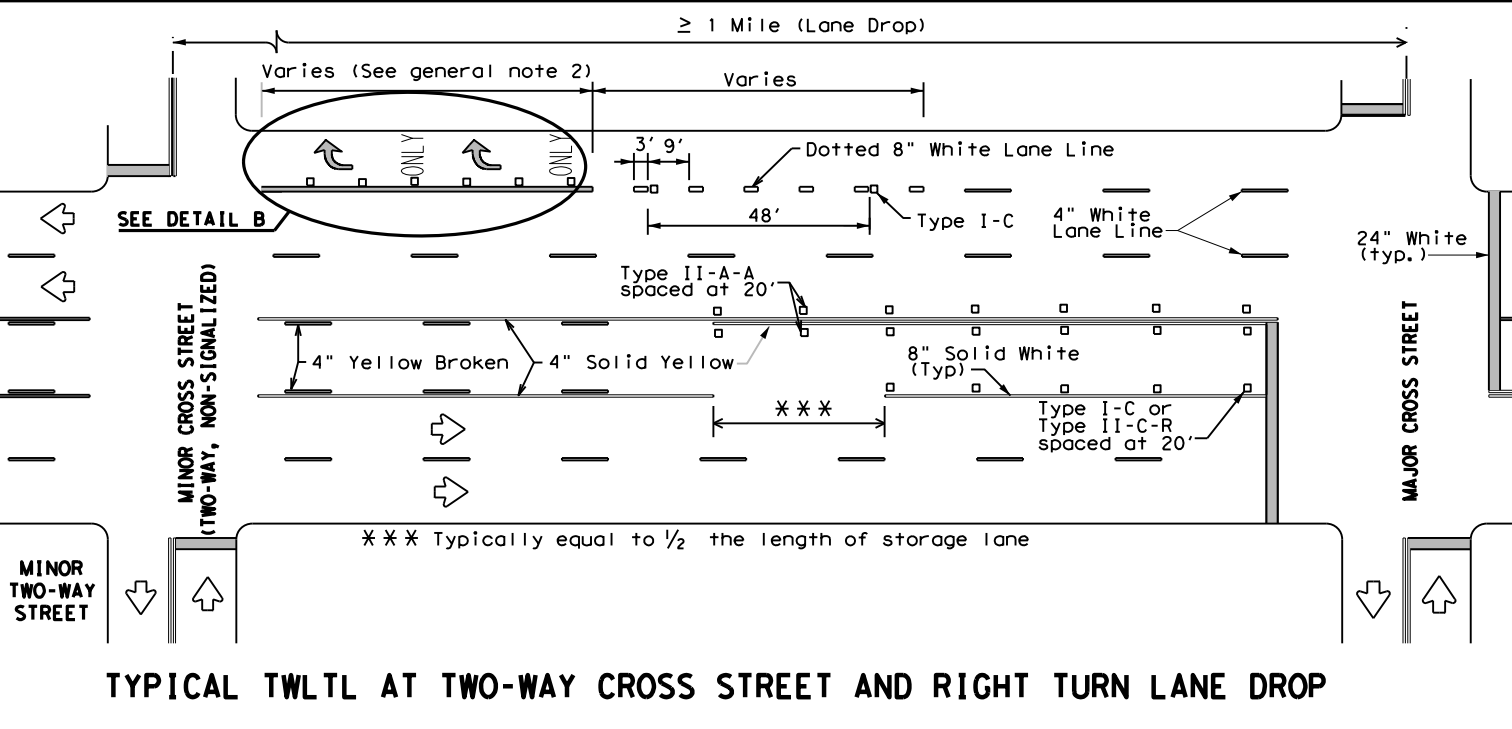 ≥ 1 Mile (Lane Drop)
Varies (See general note 2)
Varies
ONLY
ONLY
3' 9'
Dotted 8" White Lane Line
SEE DETAIL B
48'
Type I-C
4" White
Lane Line
24" White
(typ.)
Type II-A-A
spaced at 20'
MINOR CROSS STREET
(TWO-WAY, NON-SIGNALIZED)
4" Yellow Broken
4" Solid Yellow
8" Solid White
(Typ)
***
Type I-C or
Type II-C-R
spaced at 20'
MAJOR CROSS STREET
*** Typically equal to ½ the length of storage lane
MINOR
TWO-WAY
STREET
TYPICAL TWLTL AT TWO-WAY CROSS STREET AND RIGHT TURN LANE DROP